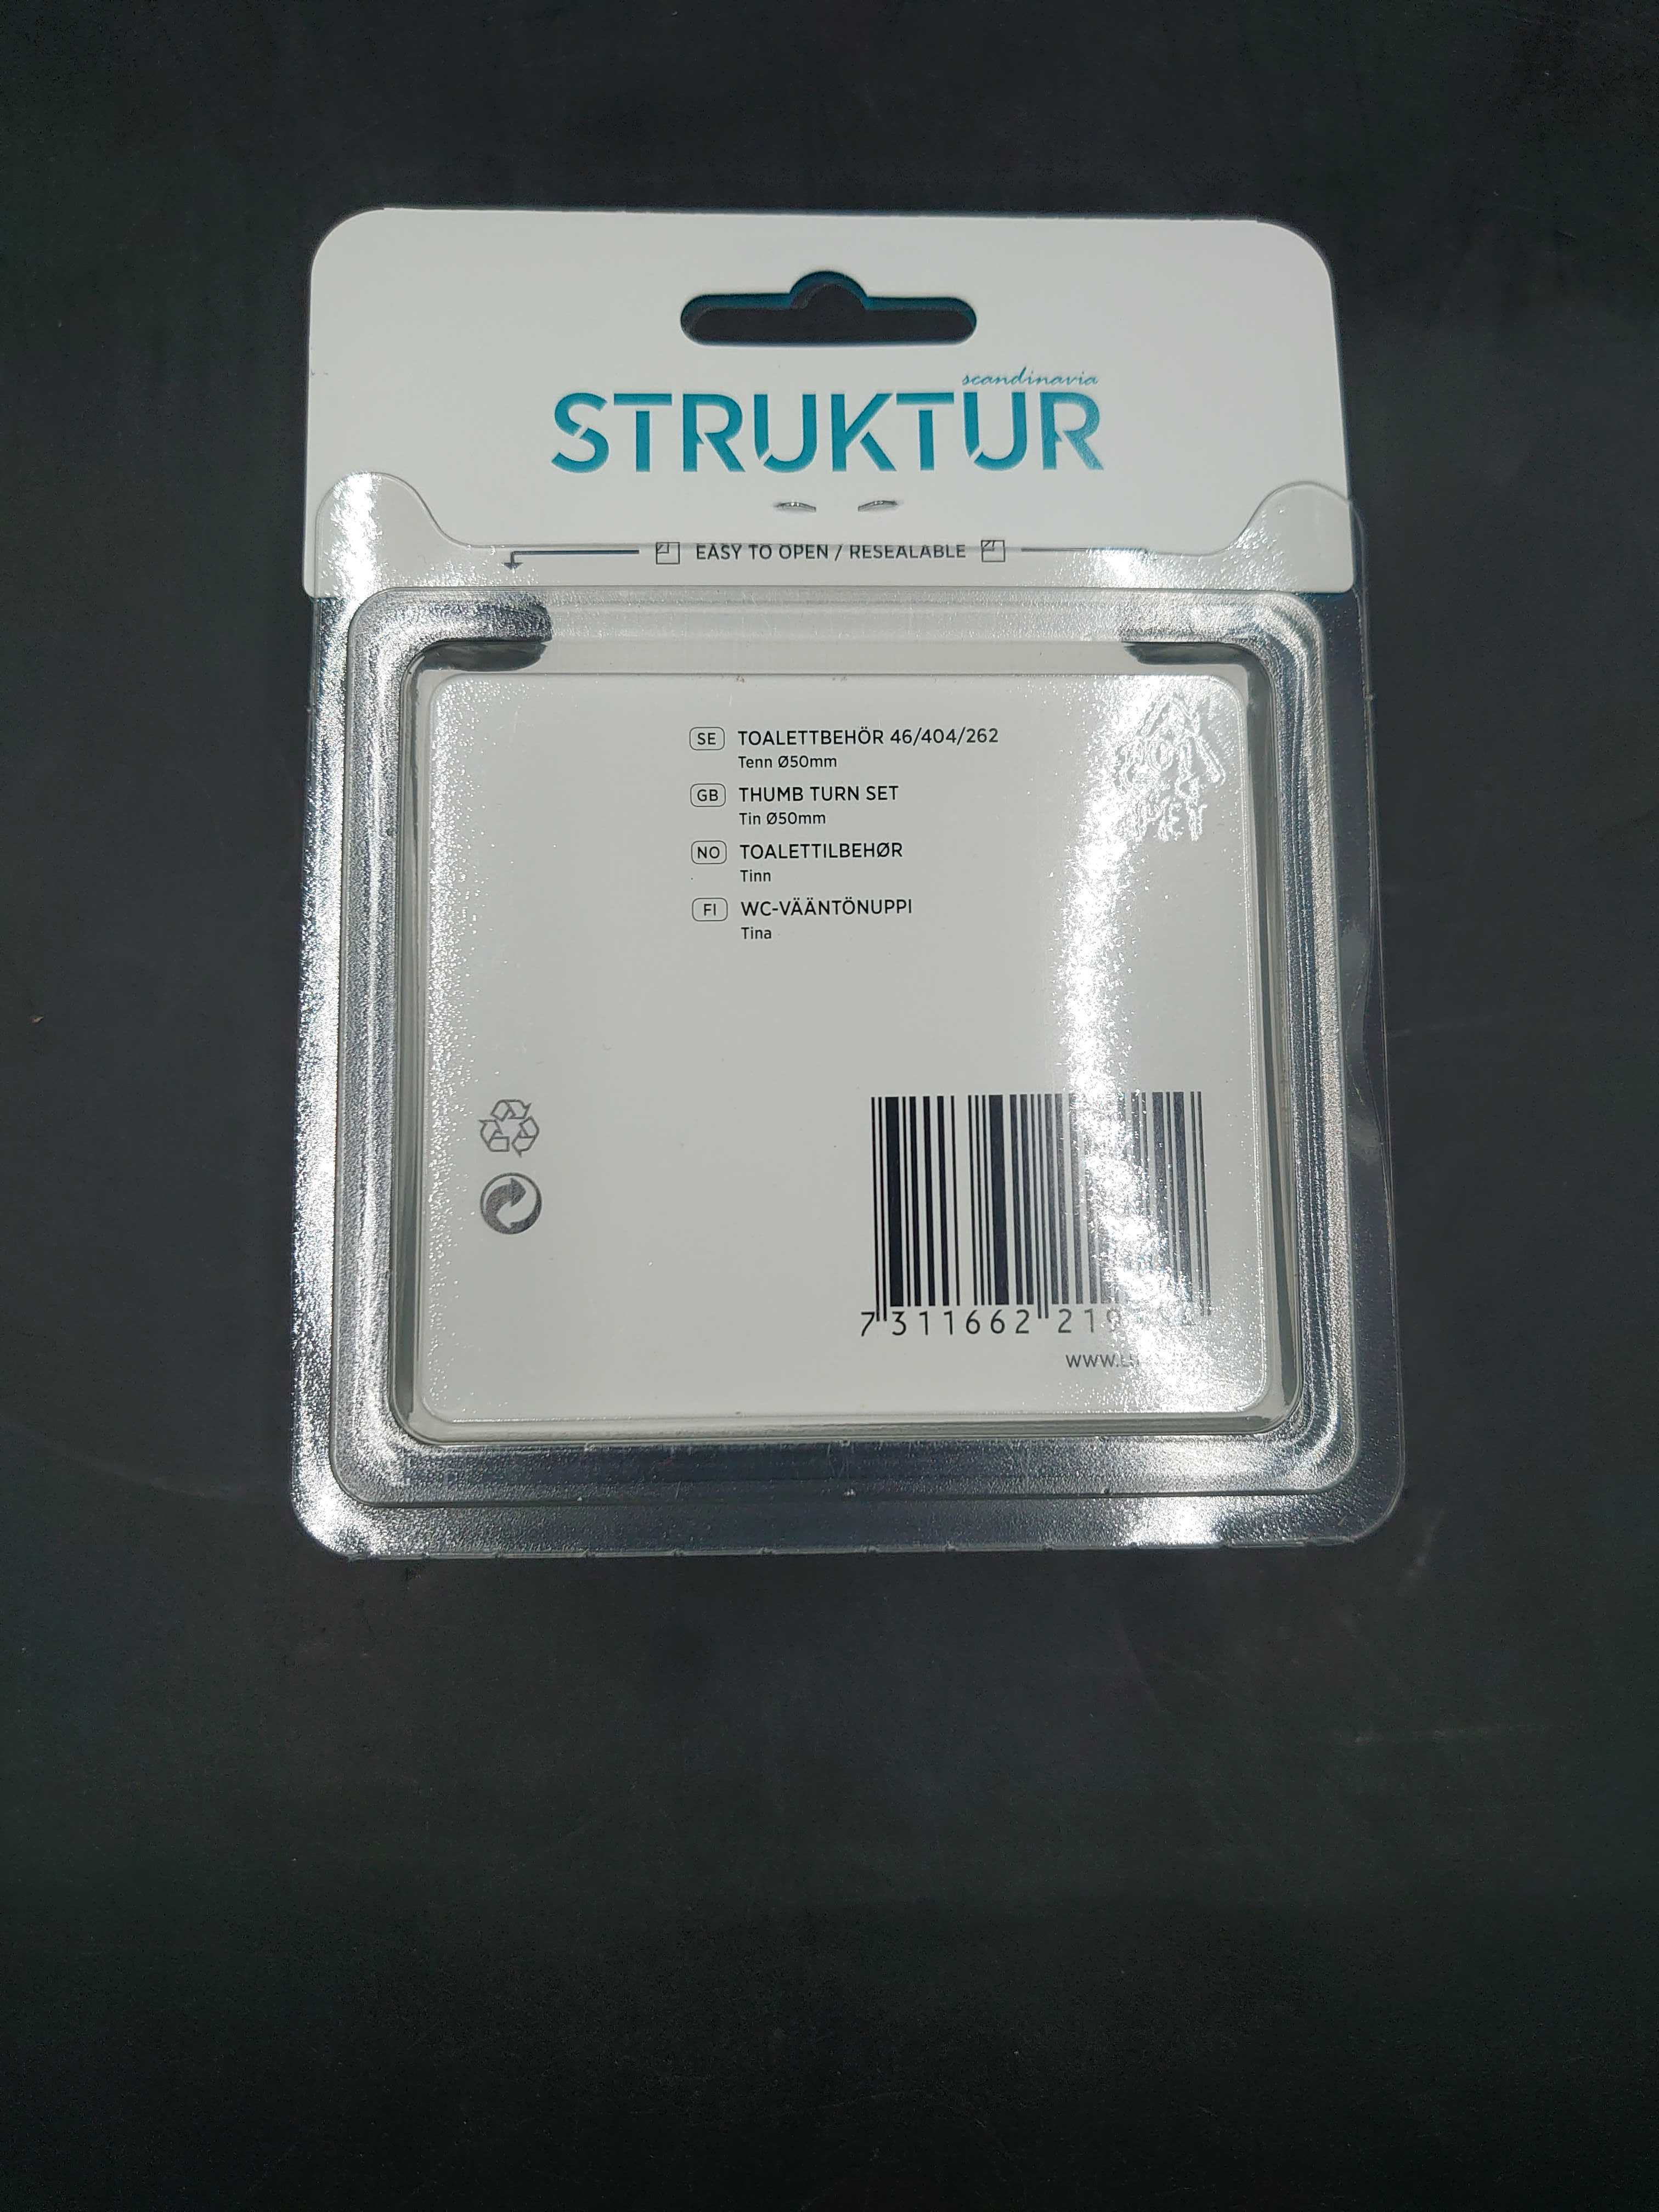 scandinavia
STRUKTUR
EASY TO OPEN / RESEALABLE
SE TOALETTBEHÖR 46/404/262
Tenn Ø50mm
GB THUMB TURN SET
Tin Ø50mm
NO TOALETTILBEHØR
Tinn
FI WC-VÄÄNTÖNUPPI
Tina
7 311662